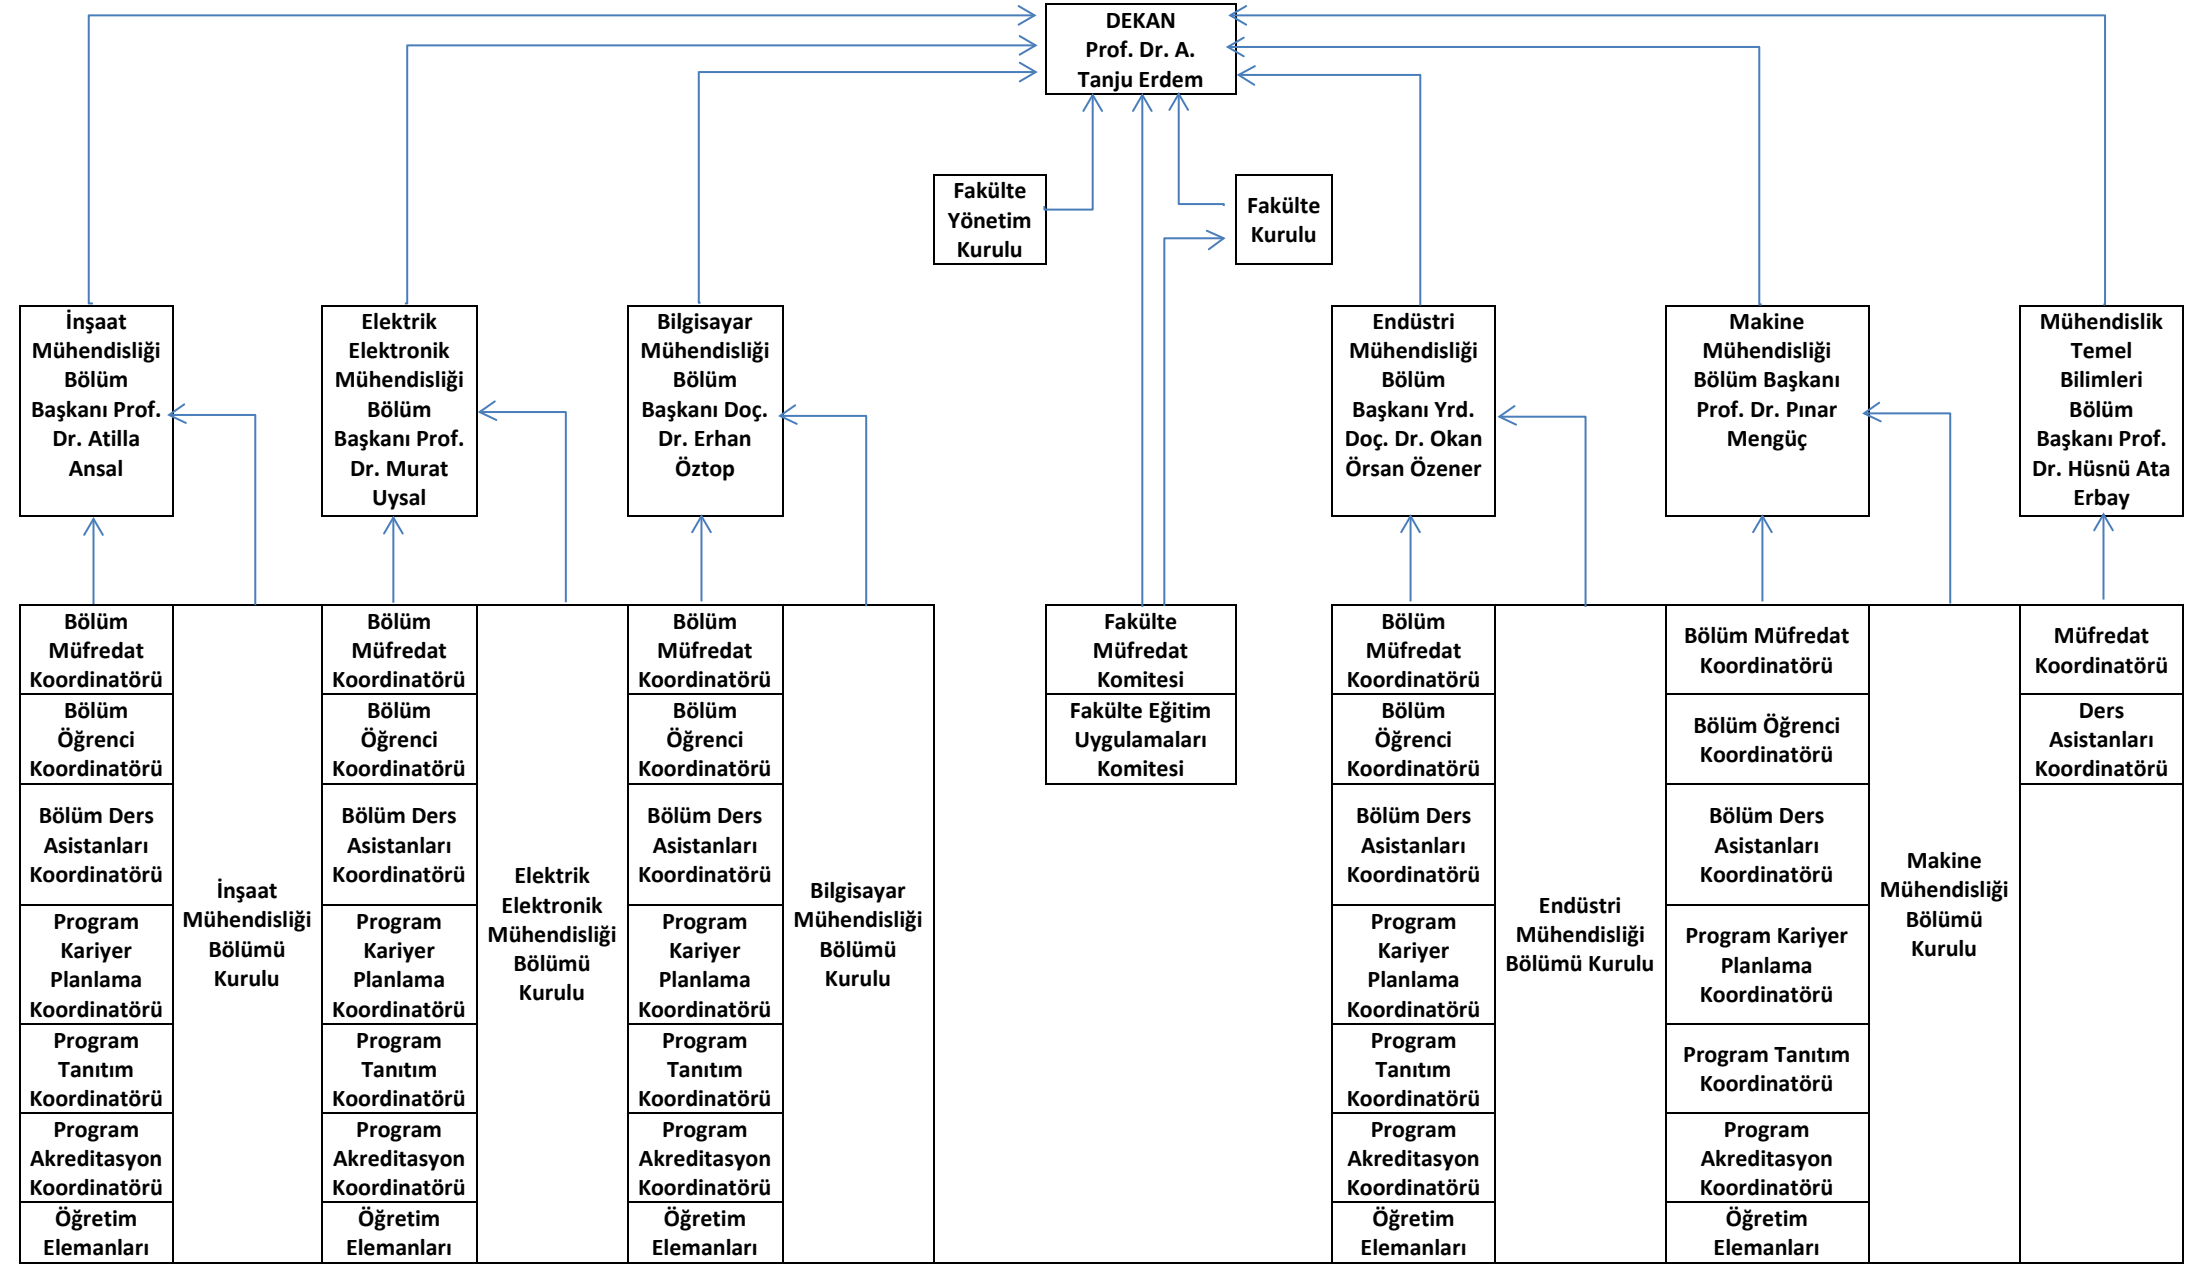 DEKAN
Prof. Dr. A.
Tanju Erdem
Fakülte
Yönetim
Kurulu
Fakülte
Kurulu
İnşaat
Mühendisliği
Bölüm
Başkanı Prof.
Dr. Atilla
Ansal
Elektrik
Elektronik
Mühendisliği
Bölüm
Başkanı Prof.
Dr. Murat
Uysal
Bilgisayar
Mühendisliği
Bölüm
Başkanı Doç.
Dr. Erhan
Öztop
Endüstri
Mühendisliği
Bölüm
Başkanı Yrd.
Doç. Dr. Okan
Örsan Özener
Makine
Mühendisliği
Bölüm Başkanı
Prof. Dr. Pınar
Mengüç
Mühendislik
Temel
Bilimleri
Bölüm
Başkanı Prof.
Dr. Hüsnü Ata
Erbay
Bölüm
Müfredat
Koordinatörü
Bölüm
Öğrenci
Koordinatörü
Bölüm Ders
Asistanları
Koordinatörü
Program
Kariyer
Planlama
Koordinatörü
Program
Tanıtım
Koordinatörü
Program
Akreditasyon
Koordinatörü
Öğretim
Elemanları
İnşaat
Mühendisliği
Bölümü
Kurulu
Bölüm
Müfredat
Koordinatörü
Bölüm
Öğrenci
Koordinatörü
Bölüm Ders
Asistanları
Koordinatörü
Program
Kariyer
Planlama
Koordinatörü
Program
Tanıtım
Koordinatörü
Program
Akreditasyon
Koordinatörü
Öğretim
Elemanları
Elektrik
Elektronik
Mühendisliği
Bölümü
Kurulu
Bölüm
Müfredat
Koordinatörü
Bölüm
Öğrenci
Koordinatörü
Bölüm Ders
Asistanları
Koordinatörü
Program
Kariyer
Planlama
Koordinatörü
Program
Tanıtım
Koordinatörü
Program
Akreditasyon
Koordinatörü
Öğretim
Elemanları
Bilgisayar
Mühendisliği
Bölümü
Kurulu
Fakülte
Müfredat
Komitesi
Fakülte Eğitim
Uygulamaları
Komitesi
Bölüm
Müfredat
Koordinatörü
Bölüm
Öğrenci
Koordinatörü
Bölüm Ders
Asistanları
Koordinatörü
Program
Kariyer
Planlama
Koordinatörü
Program
Tanıtım
Koordinatörü
Program
Akreditasyon
Koordinatörü
Öğretim
Elemanları
Endüstri
Mühendisliği
Bölümü Kurulu
Bölüm Müfredat
Koordinatörü
Bölüm Öğrenci
Koordinatörü
Bölüm Ders
Asistanları
Koordinatörü
Program Kariyer
Planlama
Koordinatörü
Program Tanıtım
Koordinatörü
Program
Akreditasyon
Koordinatörü
Öğretim
Elemanları
Makine
Mühendisliği
Bölümü
Kurulu
Müfredat
Koordinatörü
Ders
Asistanları
Koordinatörü